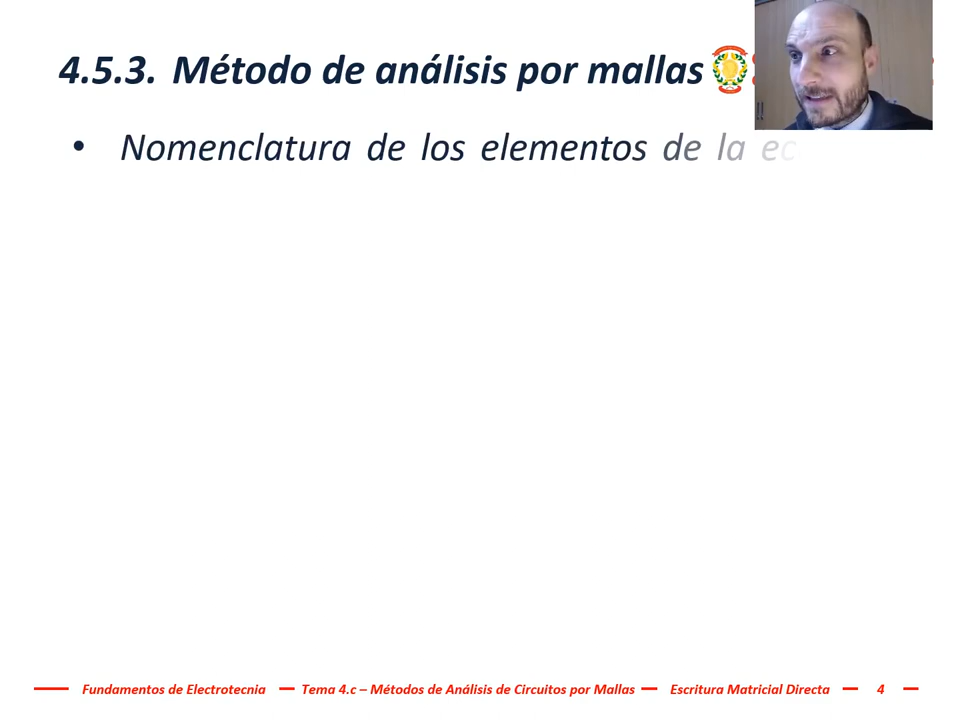 4.5.3. Método de análisis por mallas
• Nomenclatura de los elementos de la
Fundamentos de Electrotecnia — Tema 4.c – Métodos de Análisis de Circuitos por Mallas — Escritura Matricial Directa — 4